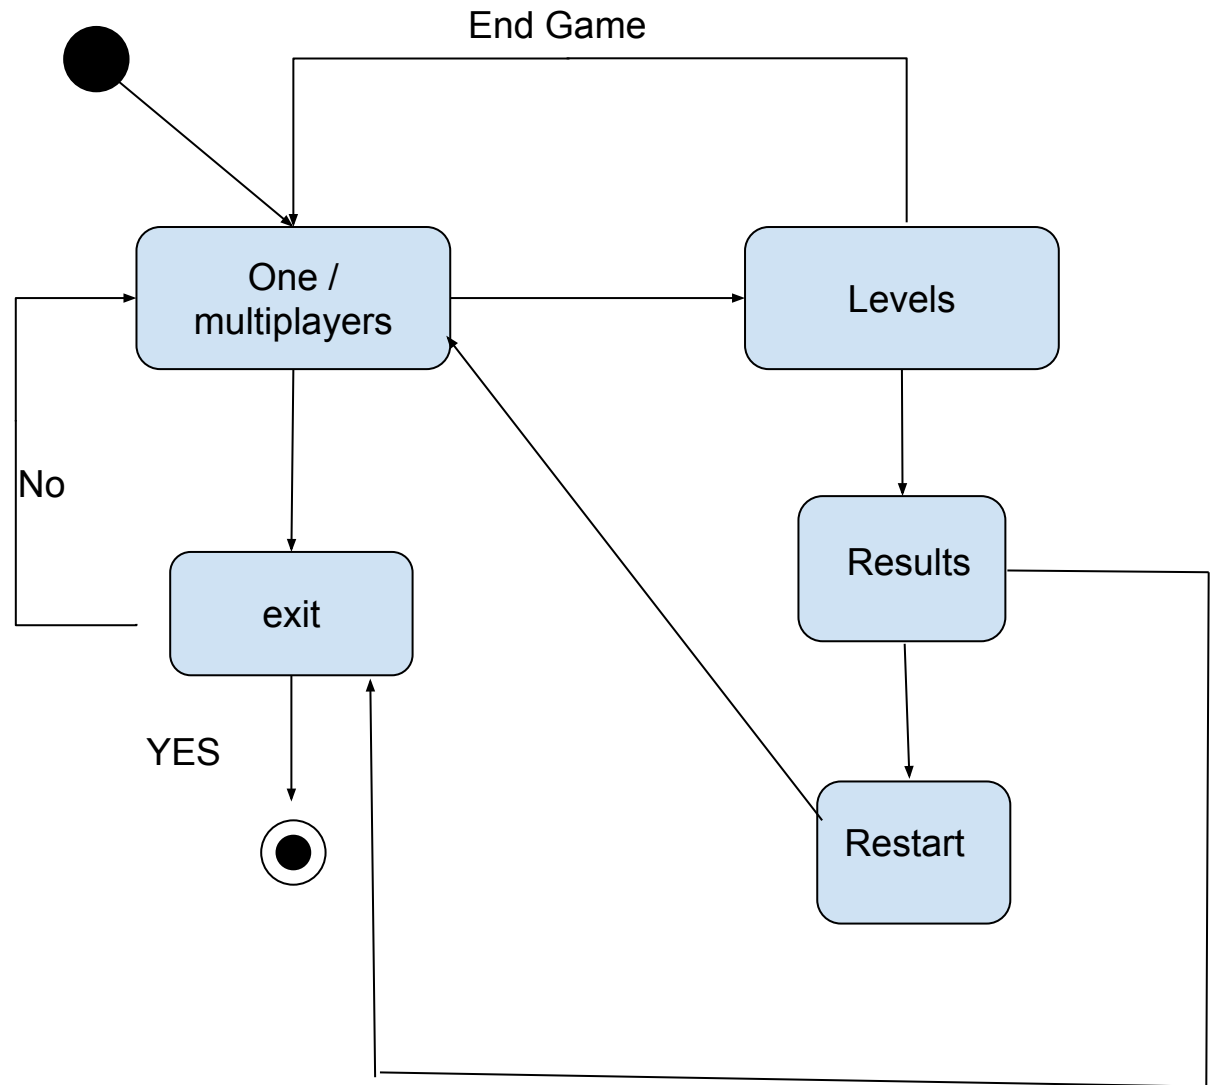 End Game
One /
multiplayers
Levels
No
Results
exit
YES
Restart